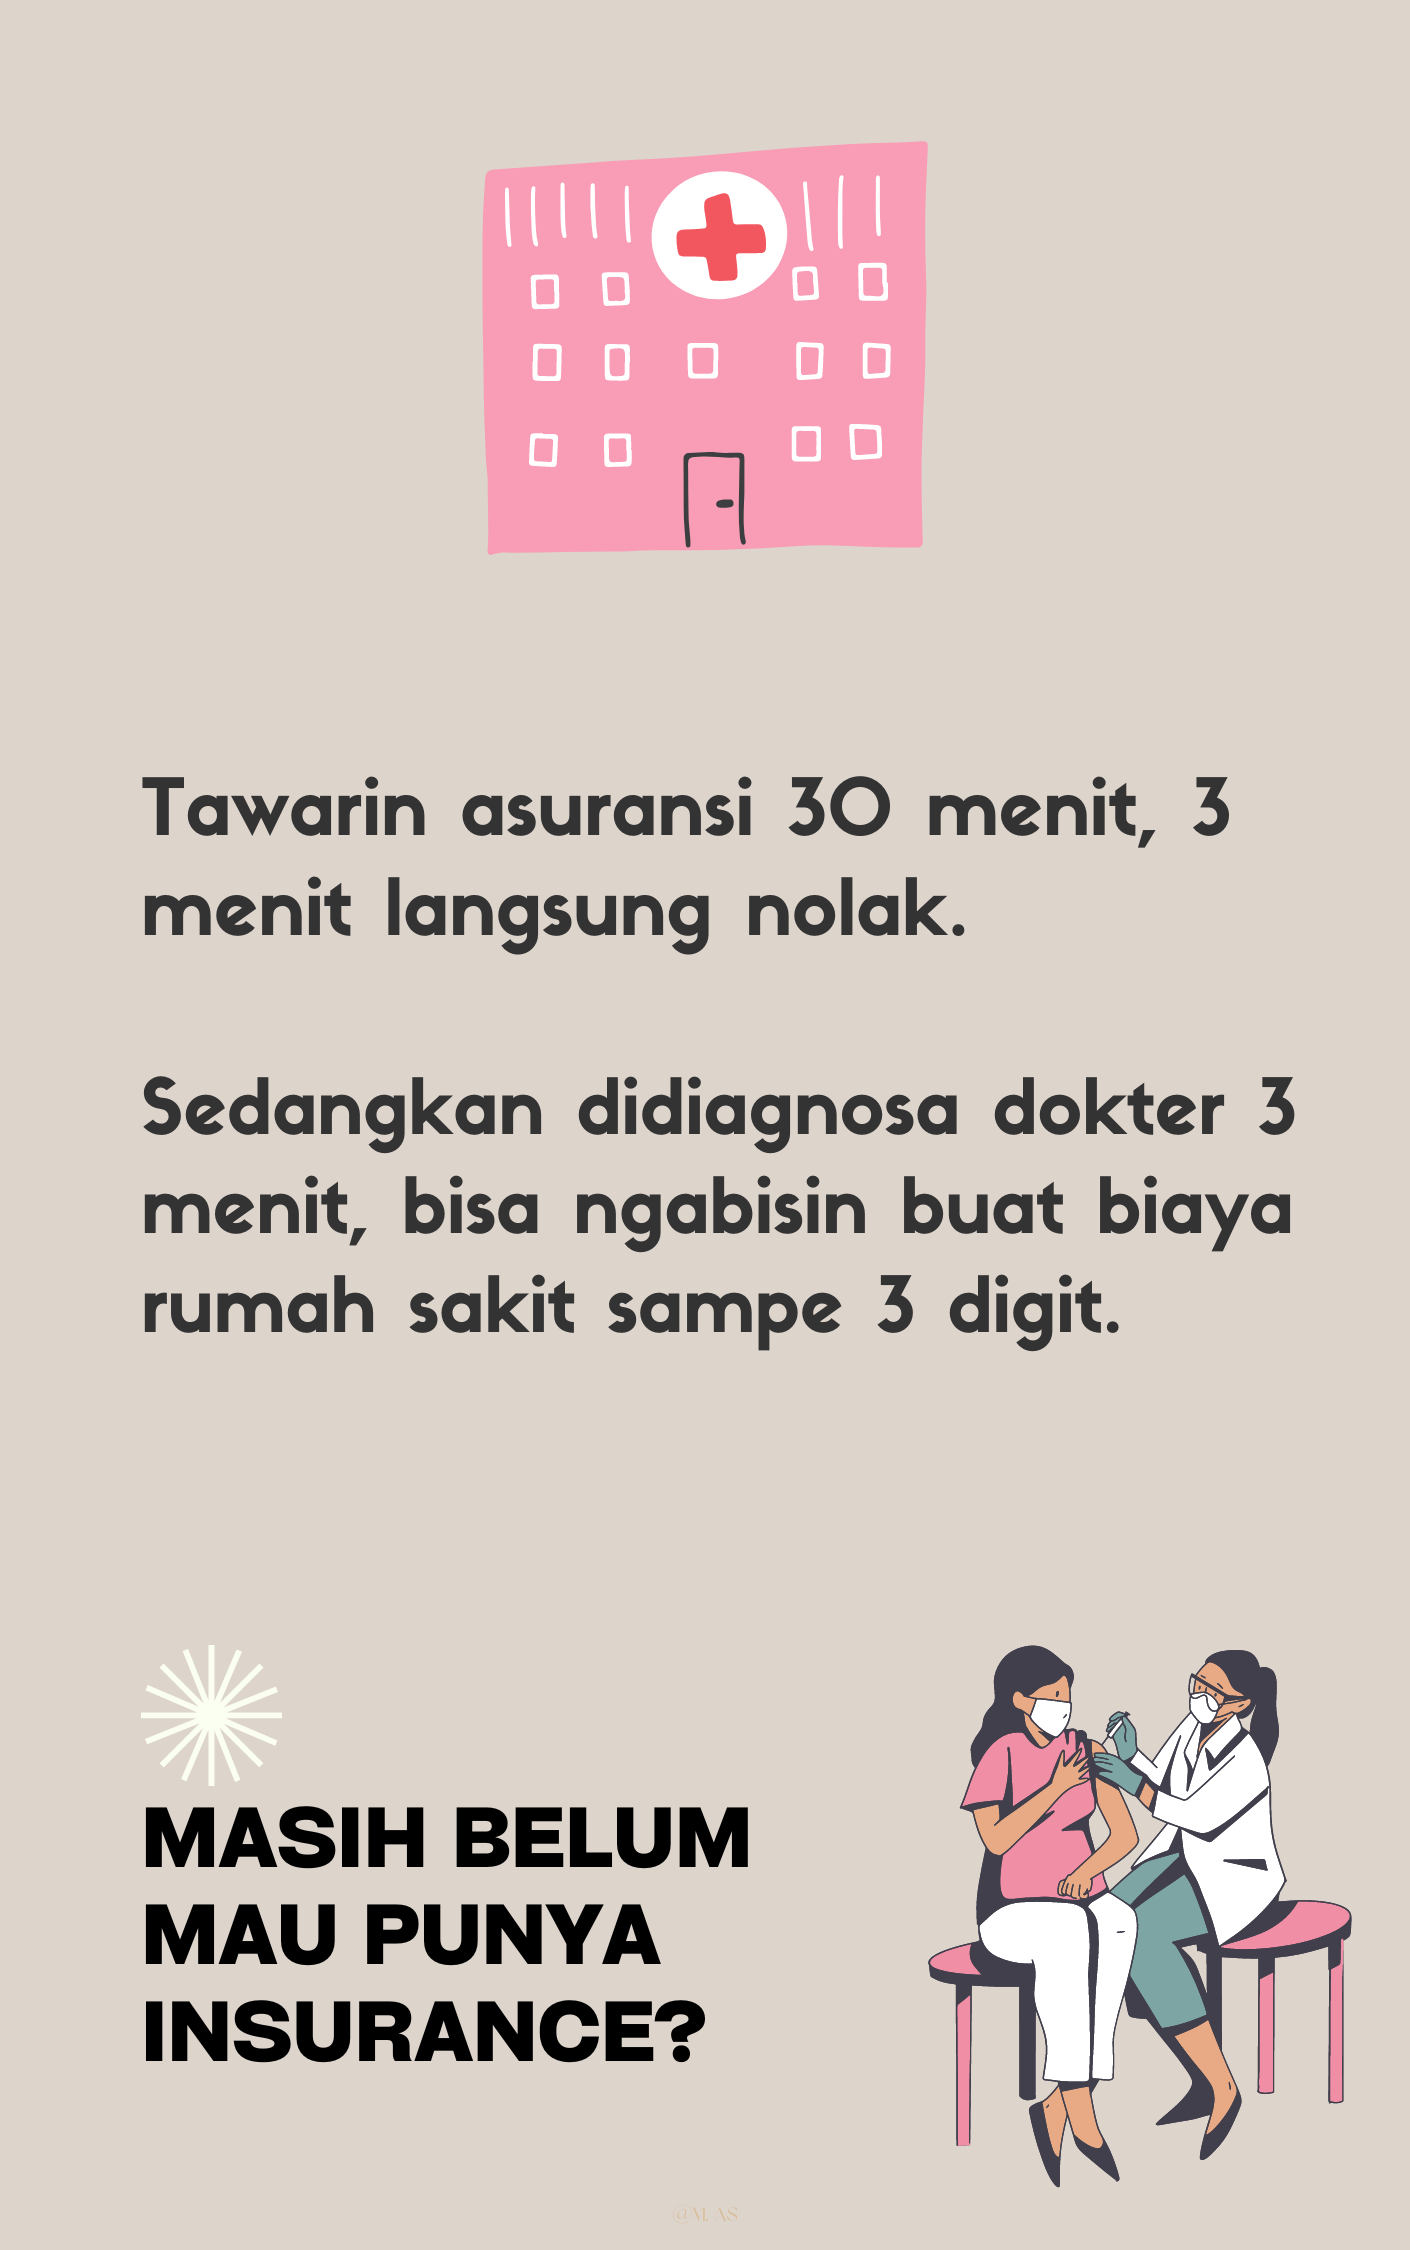 Tawarin asuransi 30 menit, 3
menit langsung nolak.
Sedangkan didiagnosa dokter 3
menit, bisa ngabisin buat biaya
rumah sakit sampe 3 digit.
MASIH BELUM
MAU PUNYA
INSURANCE?